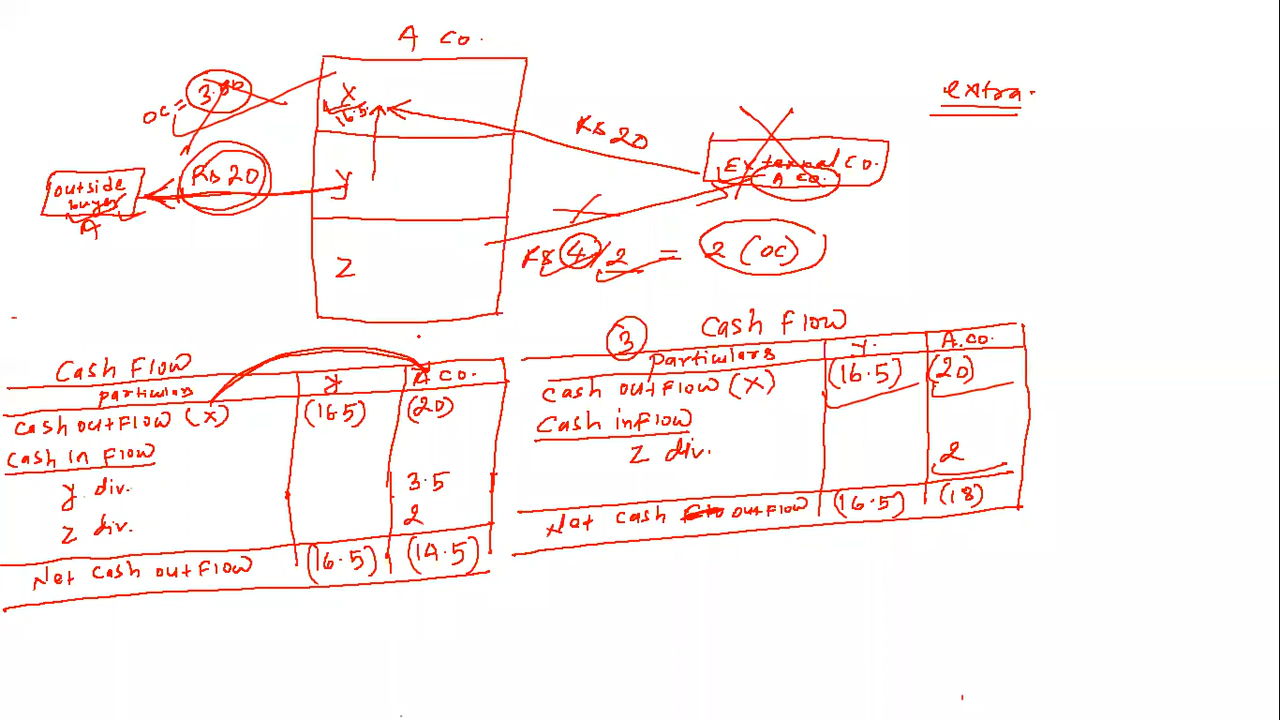 A co.
extra.
OC = 3.50
X
16.5
Rs 20
External Co.
A co.
outside
buyer
A
Rs 20
y
Rs 4/2 = 2 (OC)
Z
Cash Flow
particulars y A co.
Cash outflow (X) (16.5) (20)
Cash in flow
y div. 3.5
Z div. 2
Net cash outflow (16.5) (14.5)
3 Cash Flow
particulars y. A.co.
cash outflow (X) (16.5) (20)
Cash inflow
Z div. 2
Net cash outflow (16.5) (18)